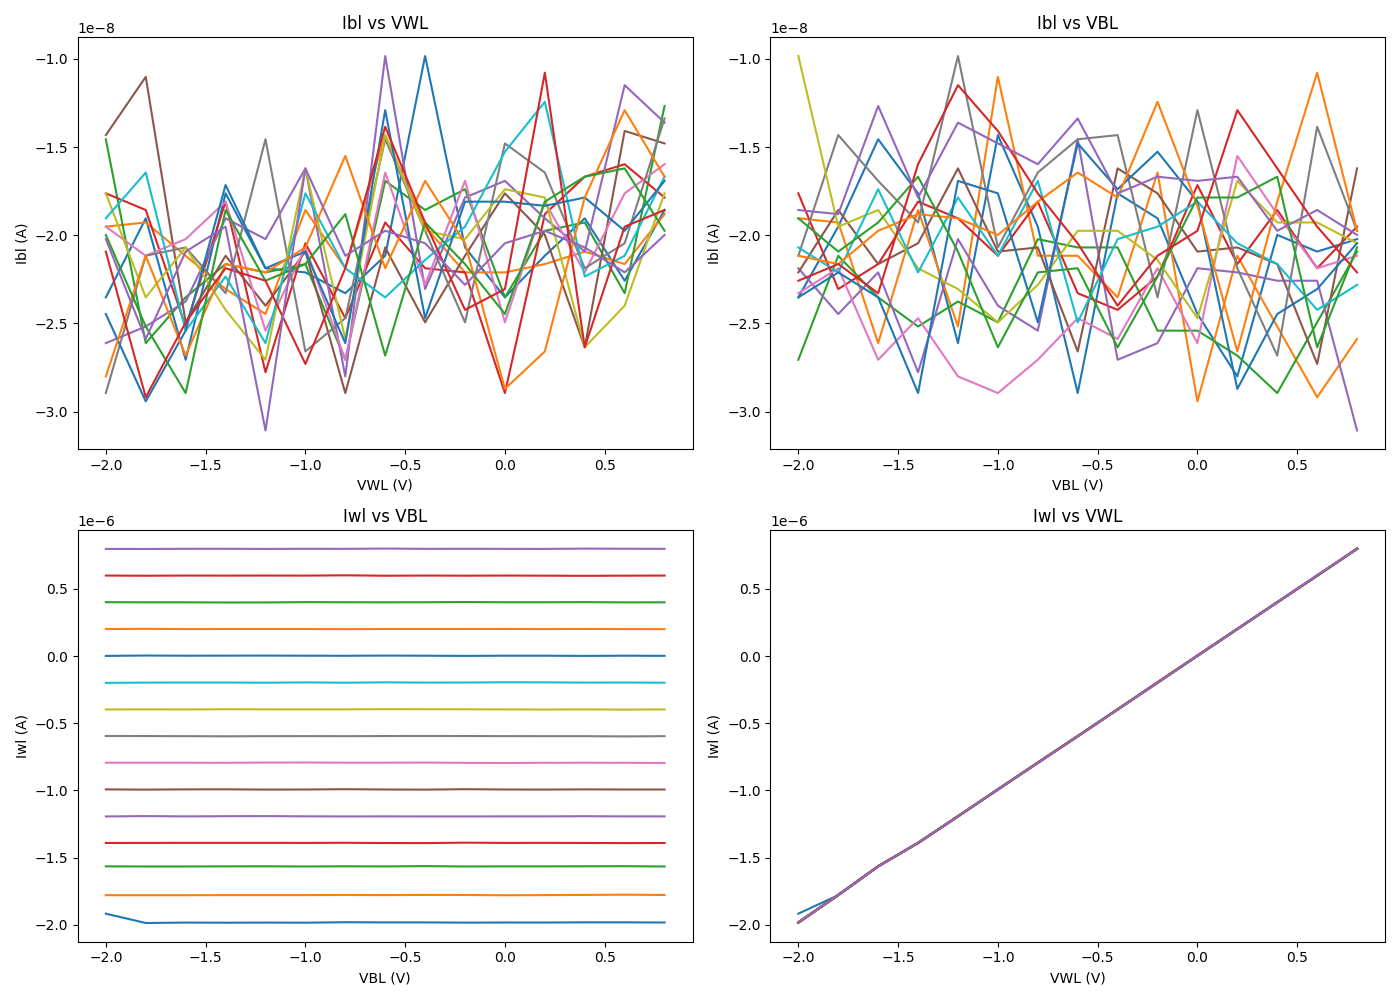 Ibl vs VWL
1e−8
Ibl (A)
−1.0
−1.5
−2.0
−2.5
−3.0
−2.0 −1.5 −1.0 −0.5 0.0 0.5
VWL (V)
Ibl vs VBL
1e−8
Ibl (A)
−1.0
−1.5
−2.0
−2.5
−3.0
−2.0 −1.5 −1.0 −0.5 0.0 0.5
VBL (V)
Iwl vs VBL
1e−6
Iwl (A)
0.5
0.0
−0.5
−1.0
−1.5
−2.0
−2.0 −1.5 −1.0 −0.5 0.0 0.5
VBL (V)
Iwl vs VWL
1e−6
Iwl (A)
0.5
0.0
−0.5
−1.0
−1.5
−2.0
−2.0 −1.5 −1.0 −0.5 0.0 0.5
VWL (V)